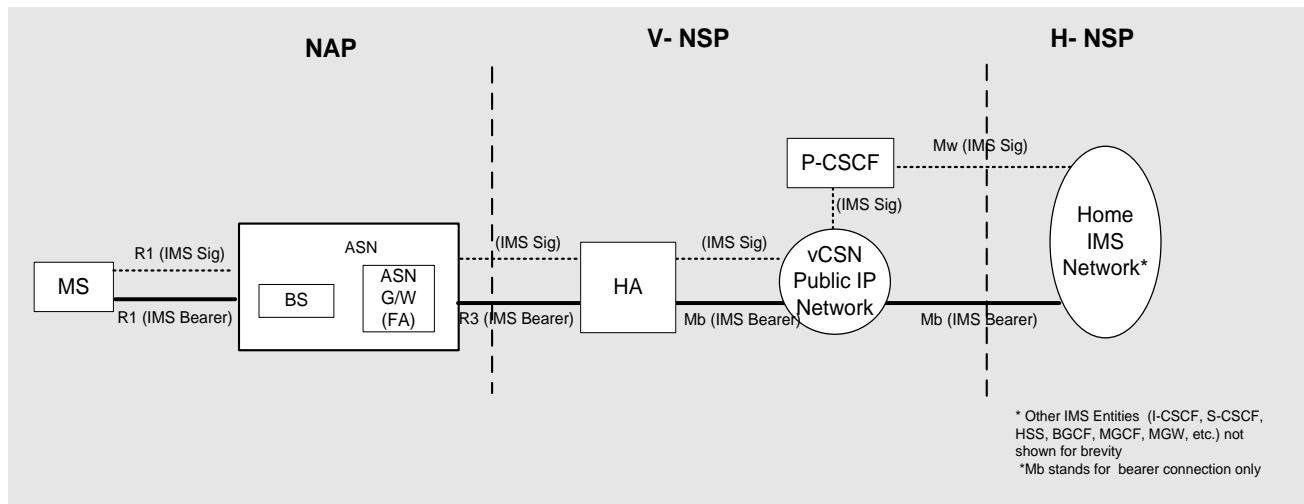 NAP
V- NSP
H- NSP
P-CSCF
Mw (IMS Sig)
(IMS Sig)
Home
IMS
Network*
R1 (IMS Sig)
ASN
(IMS Sig)
(IMS Sig)
vCSN
Public IP
Network
MS
BS
ASN
G/W
(FA)
HA
R1 (IMS Bearer)
R3 (IMS Bearer)
Mb (IMS Bearer)
Mb (IMS Bearer)
* Other IMS Entities (I-CSCF, S-CSCF,
HSS, BGCF, MGCF, MGW, etc.) not
shown for brevity
*Mb stands for bearer connection only